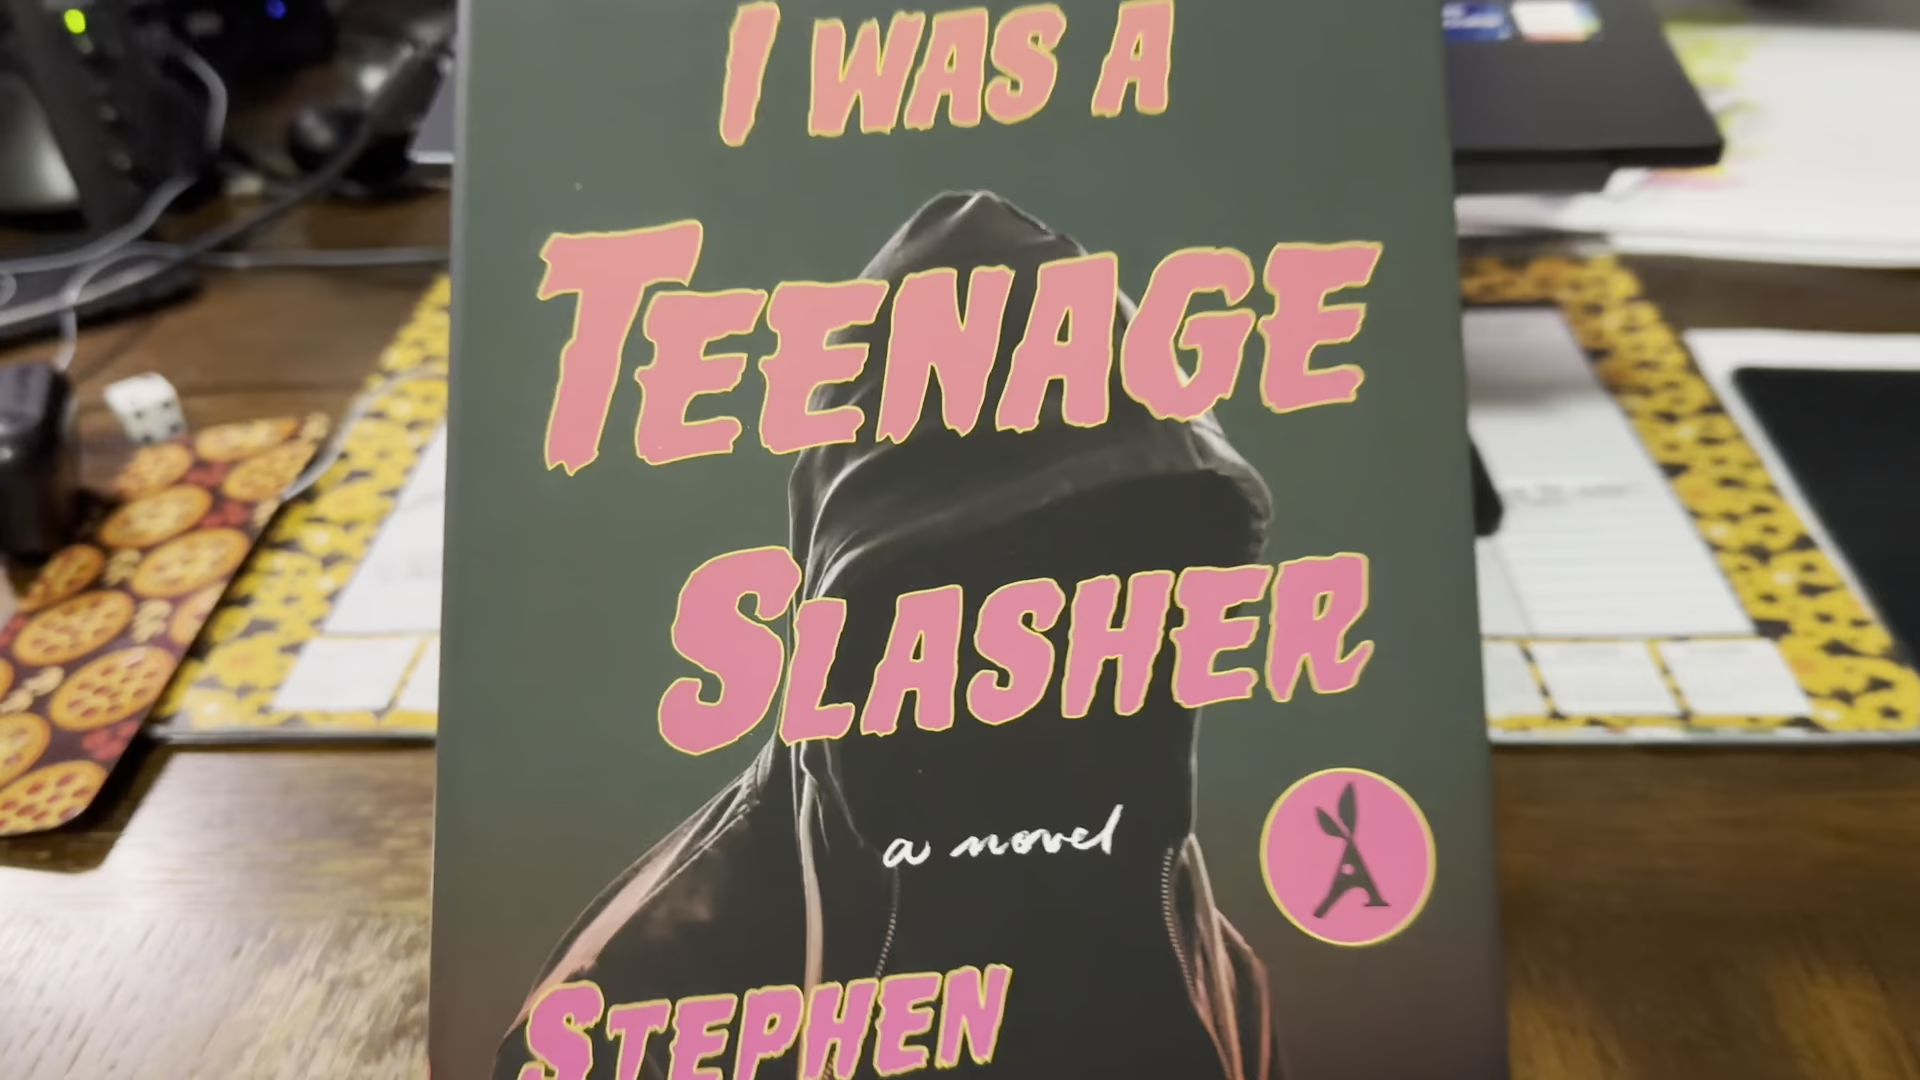 I WAS A
TEENAGE
SLASHER
a novel
A
STEPHEN